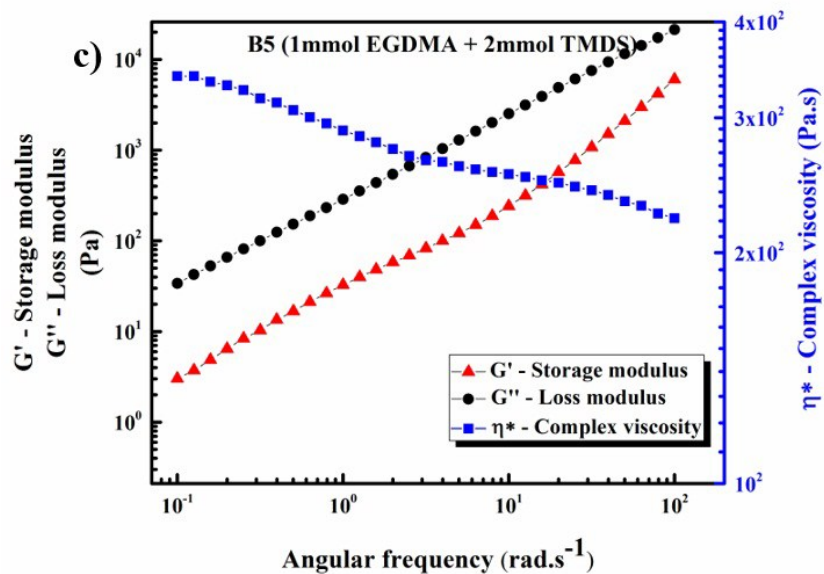 c)
B5 (1mmol EGDMA + 2mmol TMDS)
G' - Storage modulus
G'' - Loss modulus
(Pa)
10⁴
10³
10²
10¹
10⁰
4x10²
3x10²
2x10²
10²
η* - Complex viscosity (Pa.s)
G' - Storage modulus
G'' - Loss modulus
η* - Complex viscosity
10⁻¹ 10⁰ 10¹ 10²
Angular frequency (rad.s⁻¹)